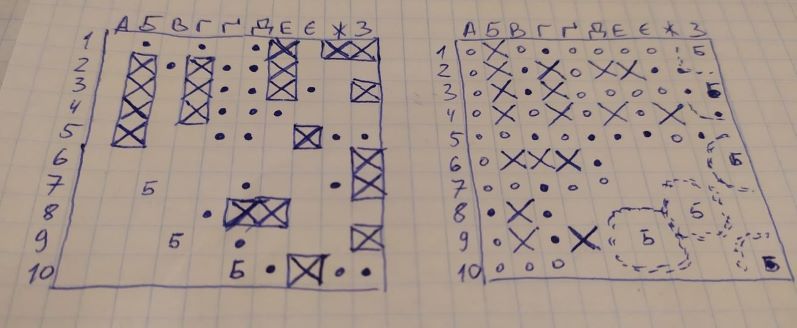 А Б В Г Ґ Д Е Є Ж З
1
2
3
4
5
6
7 Б
8
9 Б
10 Б
А Б В Г Ґ Д Е Є Ж З
1 Б
2
3 Б
4
5
6 Б
7
8 Б
9 Б
10 Б